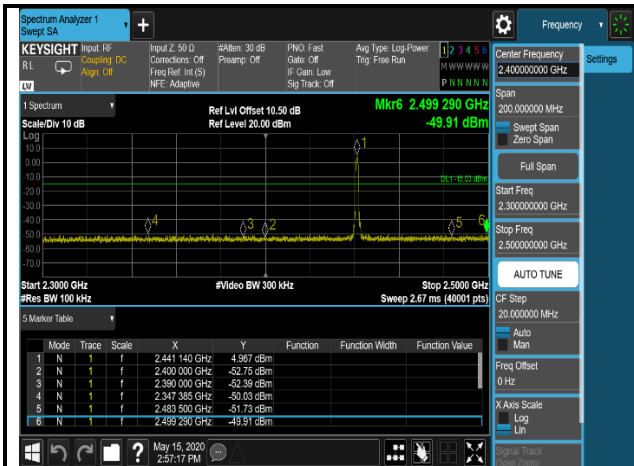 Spectrum Analyzer 1
Swept SA
+
Frequency
KEYSIGHT
RL
LXI
Input: RF
Coupling: DC
Align: Off
Input Z: 50 Ω
Corrections: Off
Freq Ref: Int (S)
NFE: Adaptive
#Atten: 30 dB
Preamp: Off
PNO: Fast
Gate: Off
IF Gain: Low
Sig Track: Off
Avg Type: Log-Power
Trig: Free Run
1 2 3 4 5 6
M W W W W W
P N N N N N
1 Spectrum
Scale/Div 10 dB
Ref Lvl Offset 10.50 dB
Ref Level 20.00 dBm
Mkr6 2.499 290 GHz
-49.91 dBm
Log
10.0
0.00
-10.0
-20.0
-30.0
-40.0
-50.0
-60.0
-70.0
1
DL1 -15.03 dBm
4
3
2
5
6
Start 2.3000 GHz
#Res BW 100 kHz
#Video BW 300 kHz
Stop 2.5000 GHz
Sweep 2.67 ms (40001 pts)
5 Marker Table
Mode Trace Scale X Y Function Function Width Function Value
1 N 1 f 2.441 140 GHz 4.967 dBm
2 N 1 f 2.400 000 GHz -52.75 dBm
3 N 1 f 2.390 000 GHz -52.39 dBm
4 N 1 f 2.347 385 GHz -50.03 dBm
5 N 1 f 2.483 500 GHz -51.73 dBm
6 N 1 f 2.499 290 GHz -49.91 dBm
?
May 15, 2020
2:57:17 PM
Center Frequency
2.400000000 GHz
Settings
Span
200.000000 MHz
Swept Span
Zero Span
Full Span
Start Freq
2.300000000 GHz
Stop Freq
2.500000000 GHz
AUTO TUNE
CF Step
20.000000 MHz
Auto
Man
Freq Offset
0 Hz
X Axis Scale
Log
Lin
Signal Track
(Span Zoom)